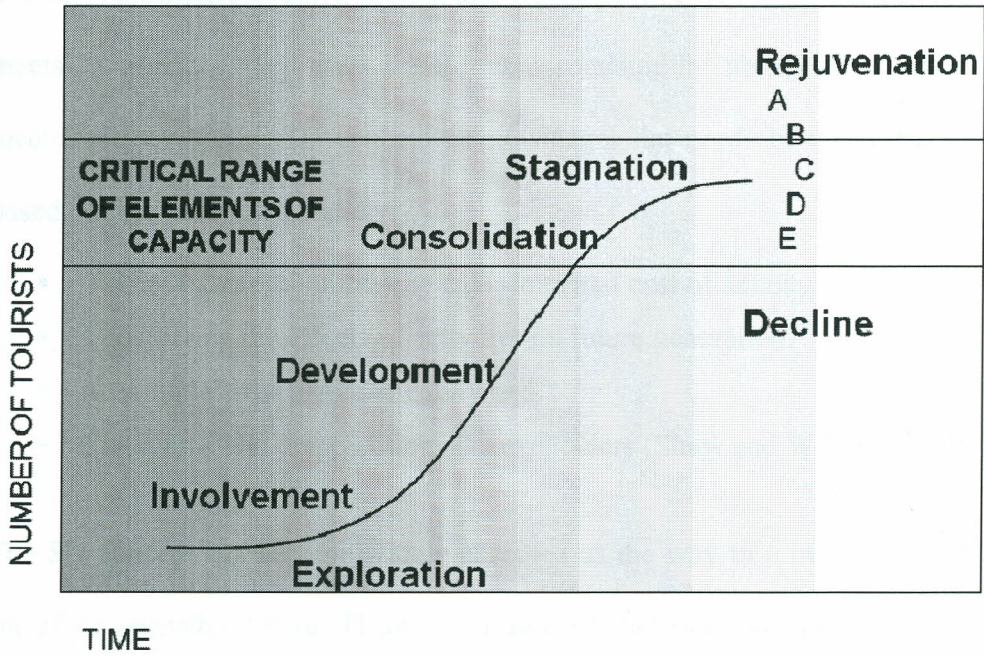 Rejuvenation
A
B
CRITICAL RANGE
OF ELEMENTS OF
CAPACITY
Stagnation
C
D
Consolidation
E
Decline
Development
Involvement
Exploration
NUMBER OF TOURISTS
TIME